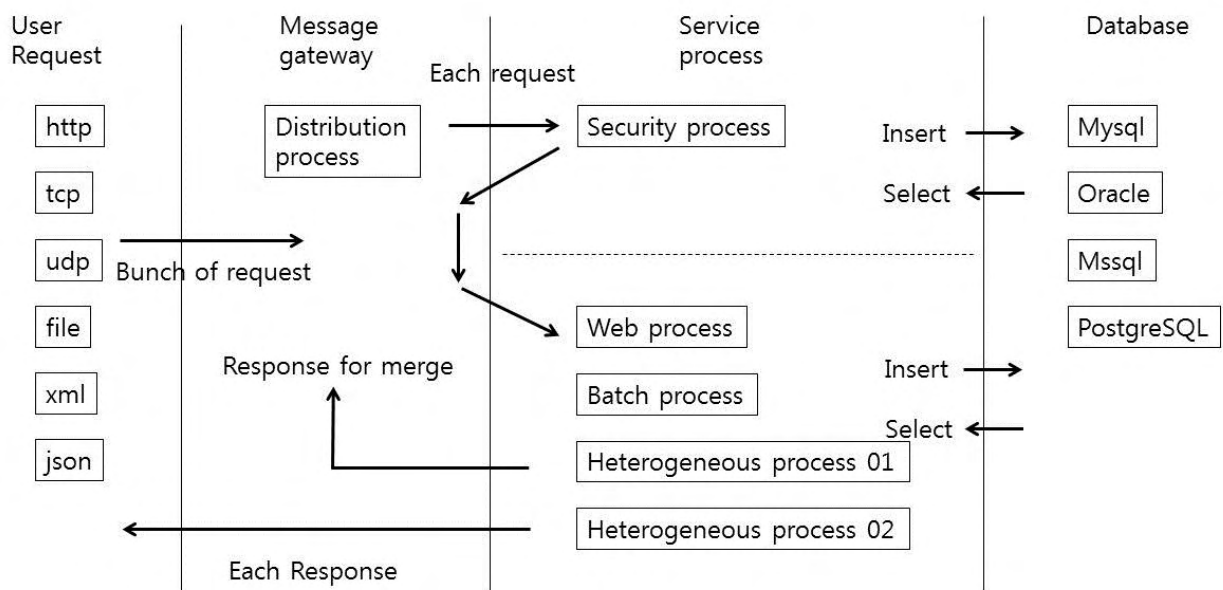 User
Request
Message
gateway
Service
process
Database
Each request
http
Distribution
process
Security process
Insert
Mysql
tcp
Select
Oracle
udp
Bunch of request
Mssql
file
Web process
PostgreSQL
Response for merge
Insert
xml
Batch process
Select
json
Heterogeneous process 01
Heterogeneous process 02
Each Response